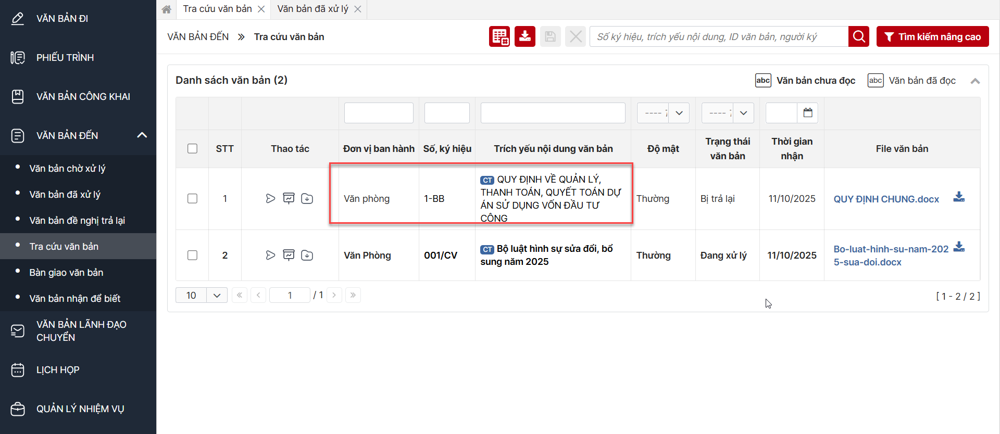 VĂN BẢN ĐI
PHIẾU TRÌNH
VĂN BẢN CÔNG KHAI
VĂN BẢN ĐẾN
Văn bản chờ xử lý
Văn bản đã xử lý
Văn bản đề nghị trả lại
Tra cứu văn bản
Bàn giao văn bản
Văn bản nhận để biết
VĂN BẢN LÃNH ĐẠO
CHUYỂN
LỊCH HỌP
QUẢN LÝ NHIỆM VỤ
Tra cứu văn bản
Văn bản đã xử lý
VĂN BẢN ĐẾN » Tra cứu văn bản
Số ký hiệu, trích yếu nội dung, ID văn bản, người ký
Tìm kiếm nâng cao
Danh sách văn bản (2)
abc Văn bản chưa đọc
abc Văn bản đã đọc
---- T
---- T
STT
Thao tác
Đơn vị ban hành
Số, ký hiệu
Trích yếu nội dung văn bản
Độ mật
Trạng thái
văn bản
Thời gian
nhận
File văn bản
1
Văn phòng
1-BB
CT QUY ĐỊNH VỀ QUẢN LÝ,
THANH TOÁN, QUYẾT TOÁN DỰ
ÁN SỬ DỤNG VỐN ĐẦU TƯ
CÔNG
Thường
Bị trả lại
11/10/2025
QUY ĐỊNH CHUNG.docx
2
Văn Phòng
001/CV
CT Bộ luật hình sự sửa đổi, bổ
sung năm 2025
Thường
Đang xử lý
11/10/2025
Bo-luat-hinh-su-nam-202
5-sua-doi.docx
10
« ‹ 1 / 1 › »
[ 1 - 2 / 2 ]